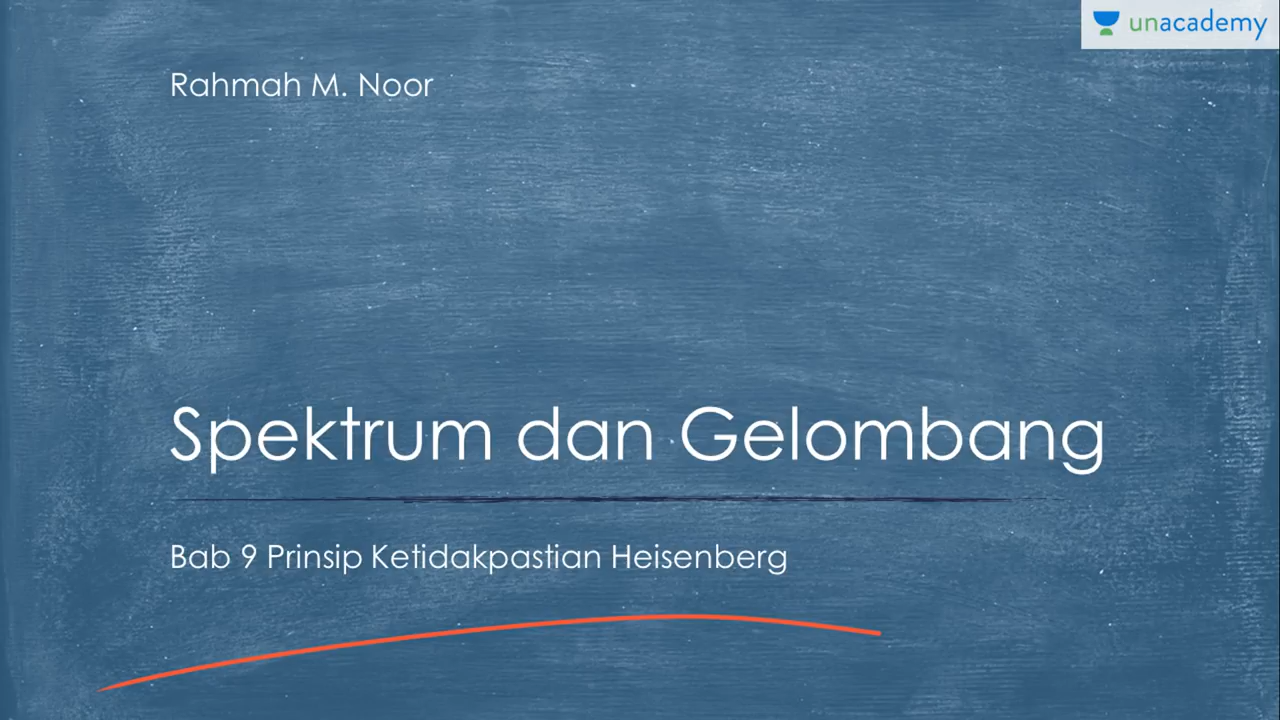 unacademy
Rahmah M. Noor
Spektrum dan Gelombang
Bab 9 Prinsip Ketidakpastian Heisenberg